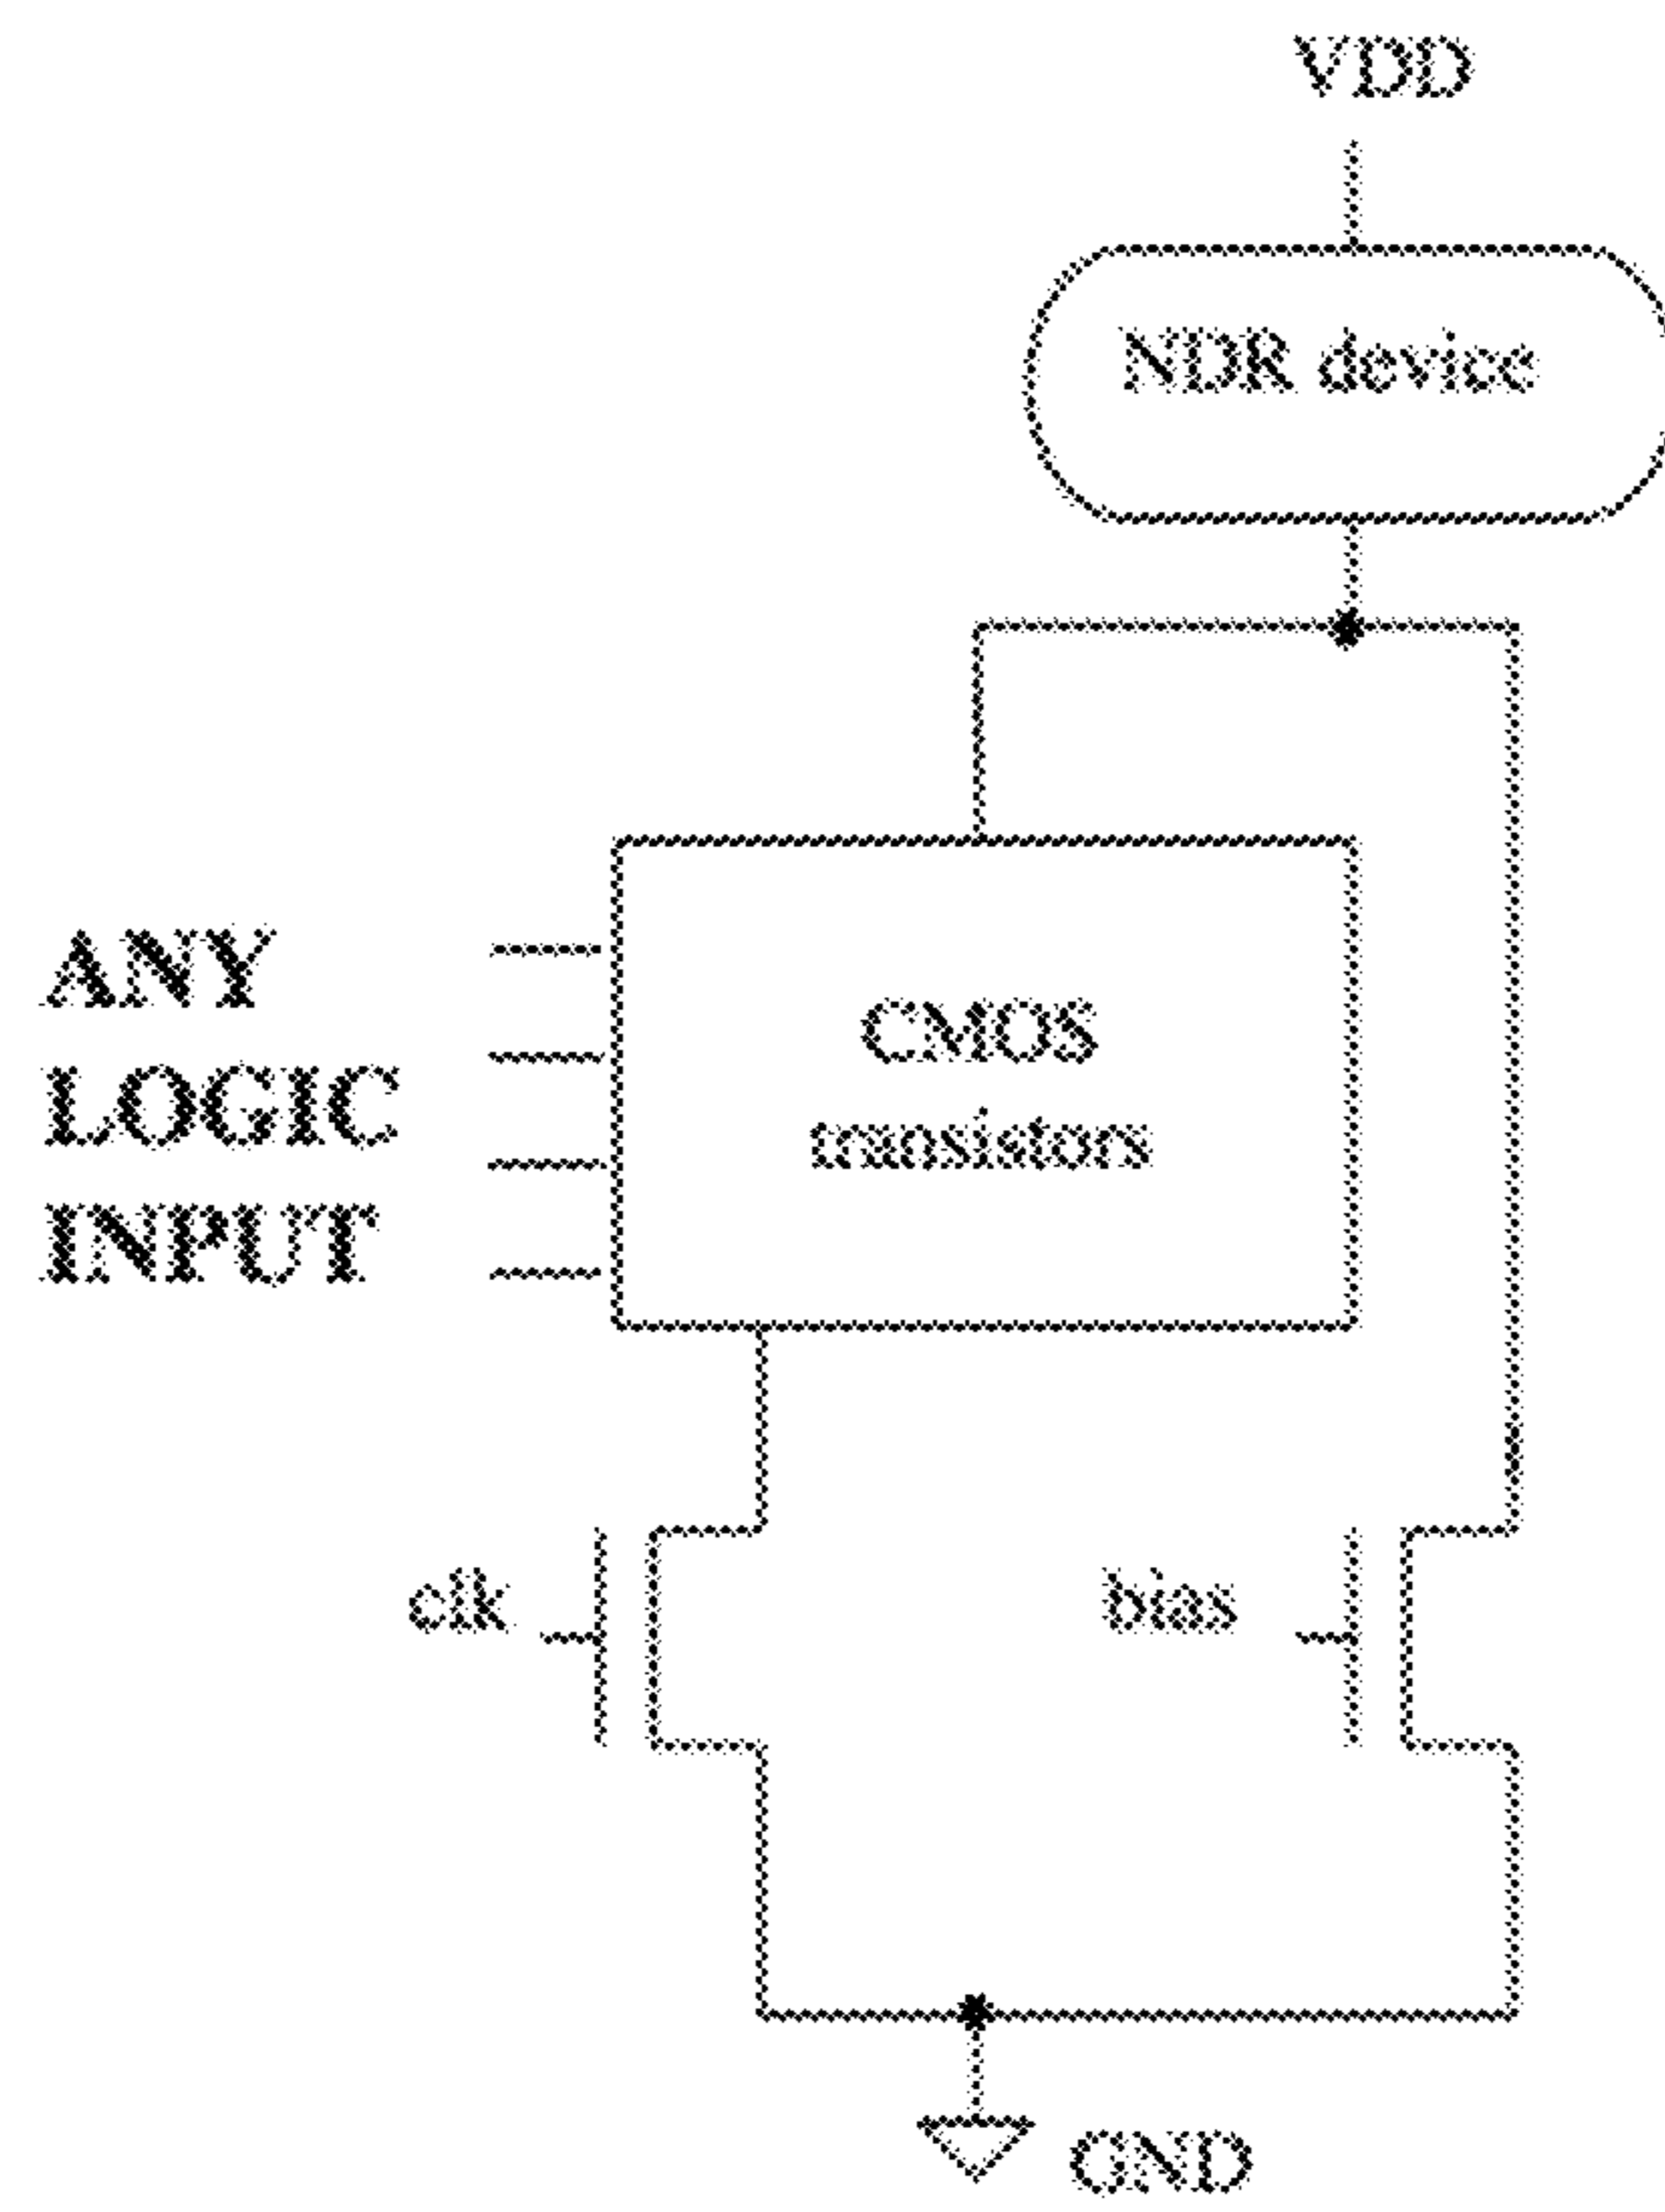 VDD
NDR device
ANY
LOGIC
INPUT
CMOS
transistors
clk
bias
GND